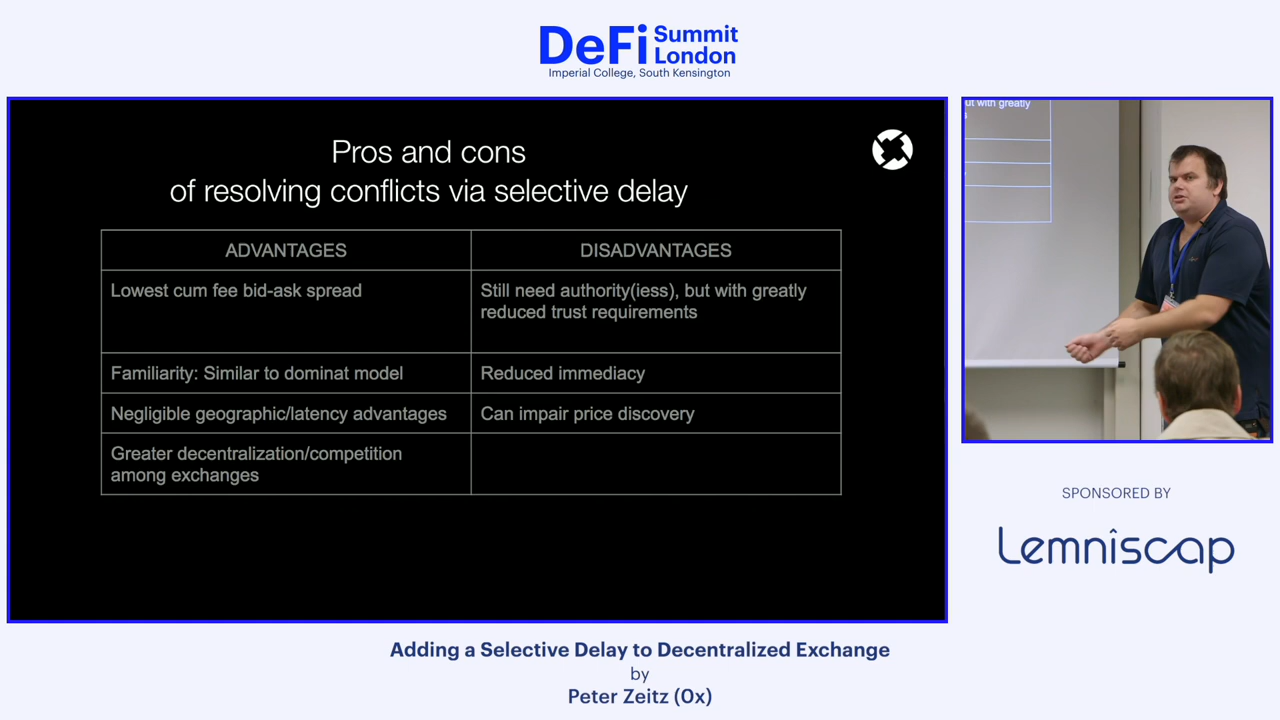 DeFi Summit
London
Imperial College, South Kensington
Pros and cons
of resolving conflicts via selective delay
ADVANTAGES
DISADVANTAGES
Lowest cum fee bid-ask spread
Still need authority(iess), but with greatly
reduced trust requirements
Familiarity: Similar to dominat model
Reduced immediacy
Negligible geographic/latency advantages
Can impair price discovery
Greater decentralization/competition
among exchanges
ut with greatly
SPONSORED BY
Lemniscap
Adding a Selective Delay to Decentralized Exchange
by
Peter Zeitz (0x)